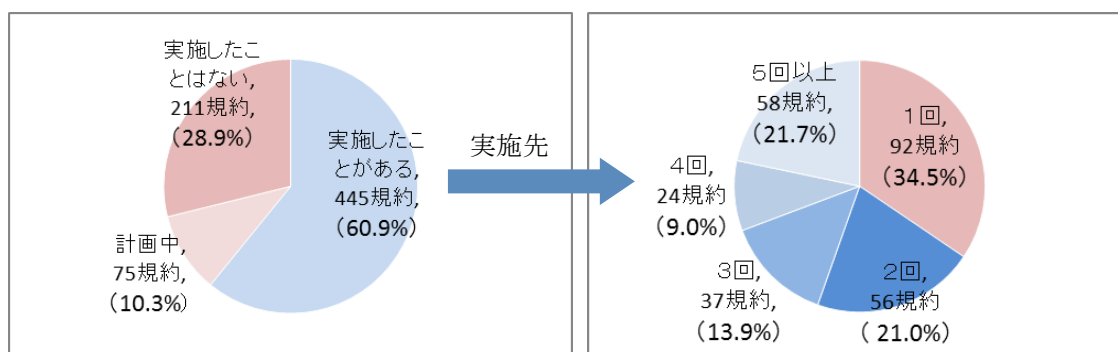 実施したこ
とはない,
211規約,
(28.9%)
実施したこ
とがある,
445規約,
(60.9%)
計画中,
75規約,
(10.3%)
実施先
5回以上
58規約,
(21.7%)
1回,
92規約
(34.5%)
4回,
24規約
(9.0%)
3回,
37規約,
(13.9%)
2回,
56規約
( 21.0%)